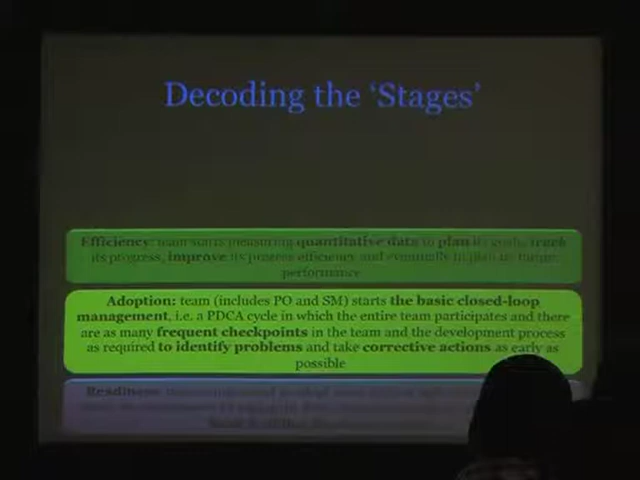 Decoding the ‘Stages’
Efficiency: team starts measuring quantitative data to plan its goals, track
its progress, improve its process efficiency and eventually to plan its future
performance
Adoption: team (includes PO and SM) starts the basic closed-loop
management, i.e. a PDCA cycle in which the entire team participates and there
are as many frequent checkpoints in the team and the development process
as required to identify problems and take corrective actions as early as
possible
Readiness: